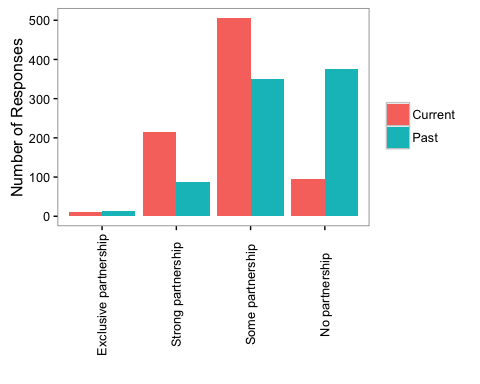 Number of Responses
500
400
300
200
100
0
Exclusive partnership
Strong partnership
Some partnership
No partnership
Current
Past